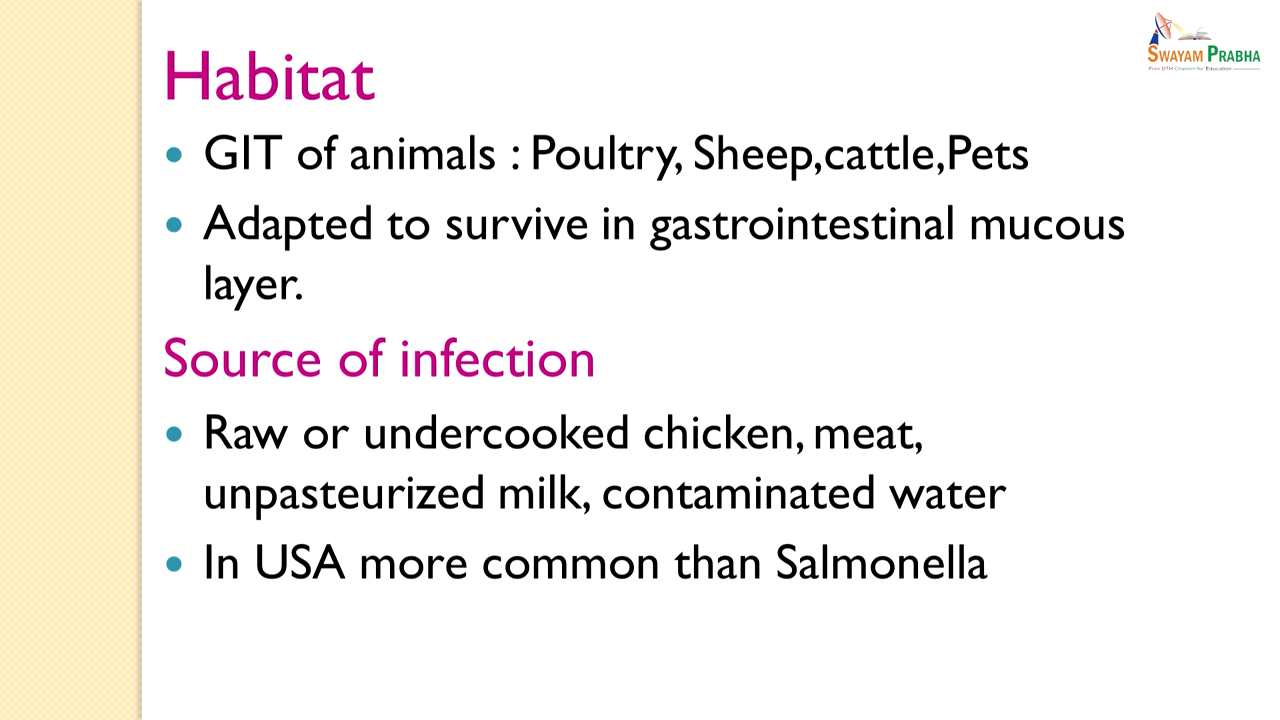 SWAYAM PRABHA
Free DTH Channel for Education
Habitat
• GIT of animals : Poultry, Sheep,cattle,Pets
• Adapted to survive in gastrointestinal mucous
layer.
Source of infection
• Raw or undercooked chicken, meat,
unpasteurized milk, contaminated water
• In USA more common than Salmonella